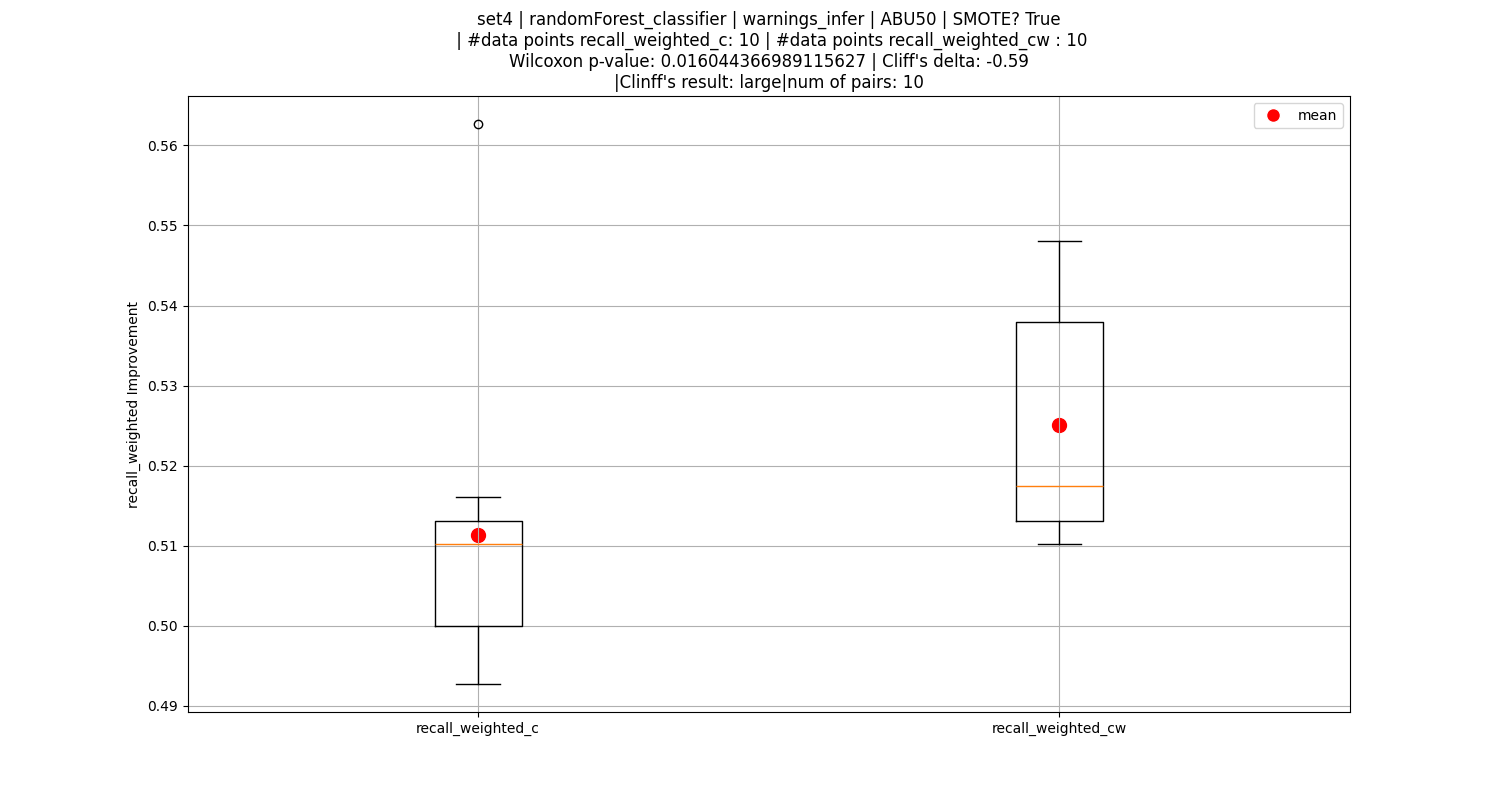 set4 | randomForest_classifier | warnings_infer | ABU50 | SMOTE? True
| #data points recall_weighted_c: 10 | #data points recall_weighted_cw : 10
Wilcoxon p-value: 0.016044366989115627 | Cliff's delta: -0.59
|Clinff's result: large|num of pairs: 10
mean
recall_weighted Improvement
0.56
0.55
0.54
0.53
0.52
0.51
0.50
0.49
recall_weighted_c
recall_weighted_cw